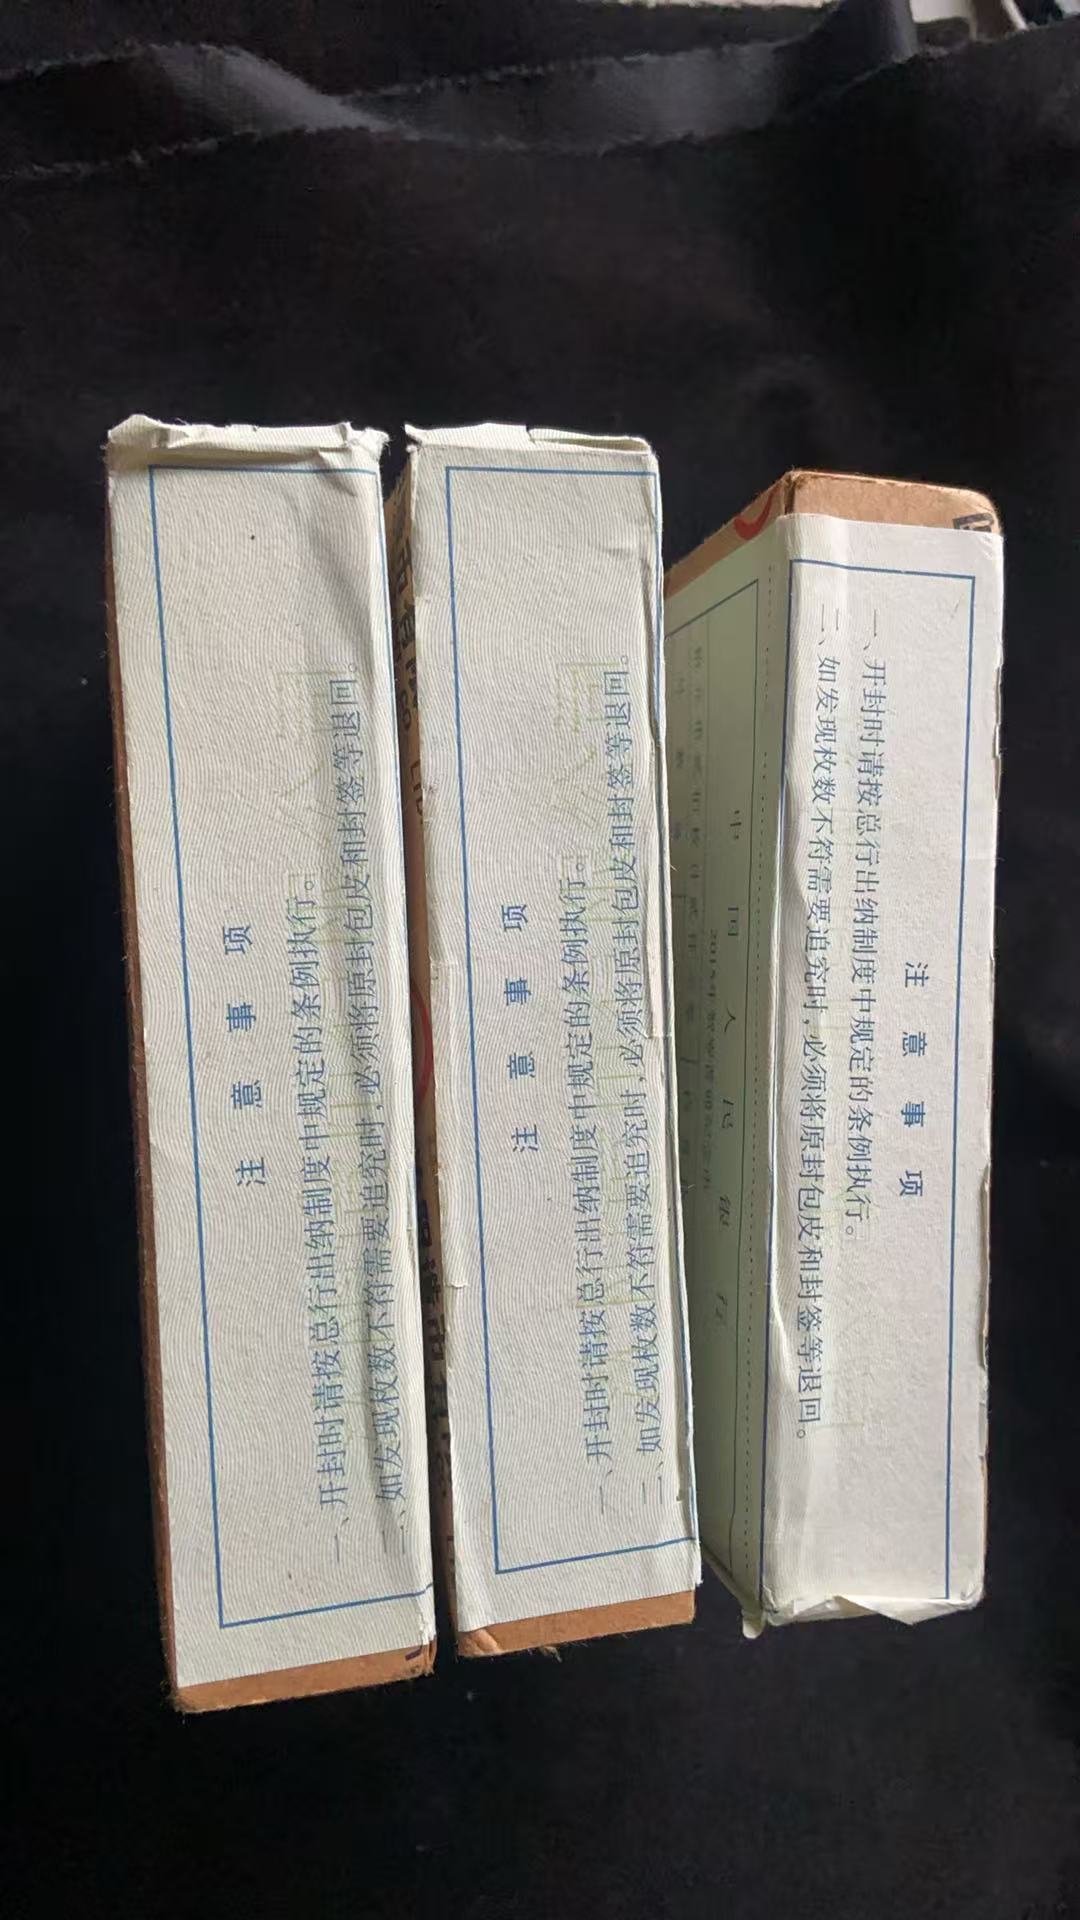 注意事项
一、开封时请按总行出纳制度中规定的条例执行。
二、如发现枚数不符需要追究时,必须将原封包皮和封签等退回。
注意事项
一、开封时请按总行出纳制度中规定的条例执行。
二、如发现枚数不符需要追究时,必须将原封包皮和封签等退回。
中国人民银行
注意事项
一、开封时请按总行出纳制度中规定的条例执行。
二、如发现枚数不符需要追究时,必须将原封包皮和封签等退回。